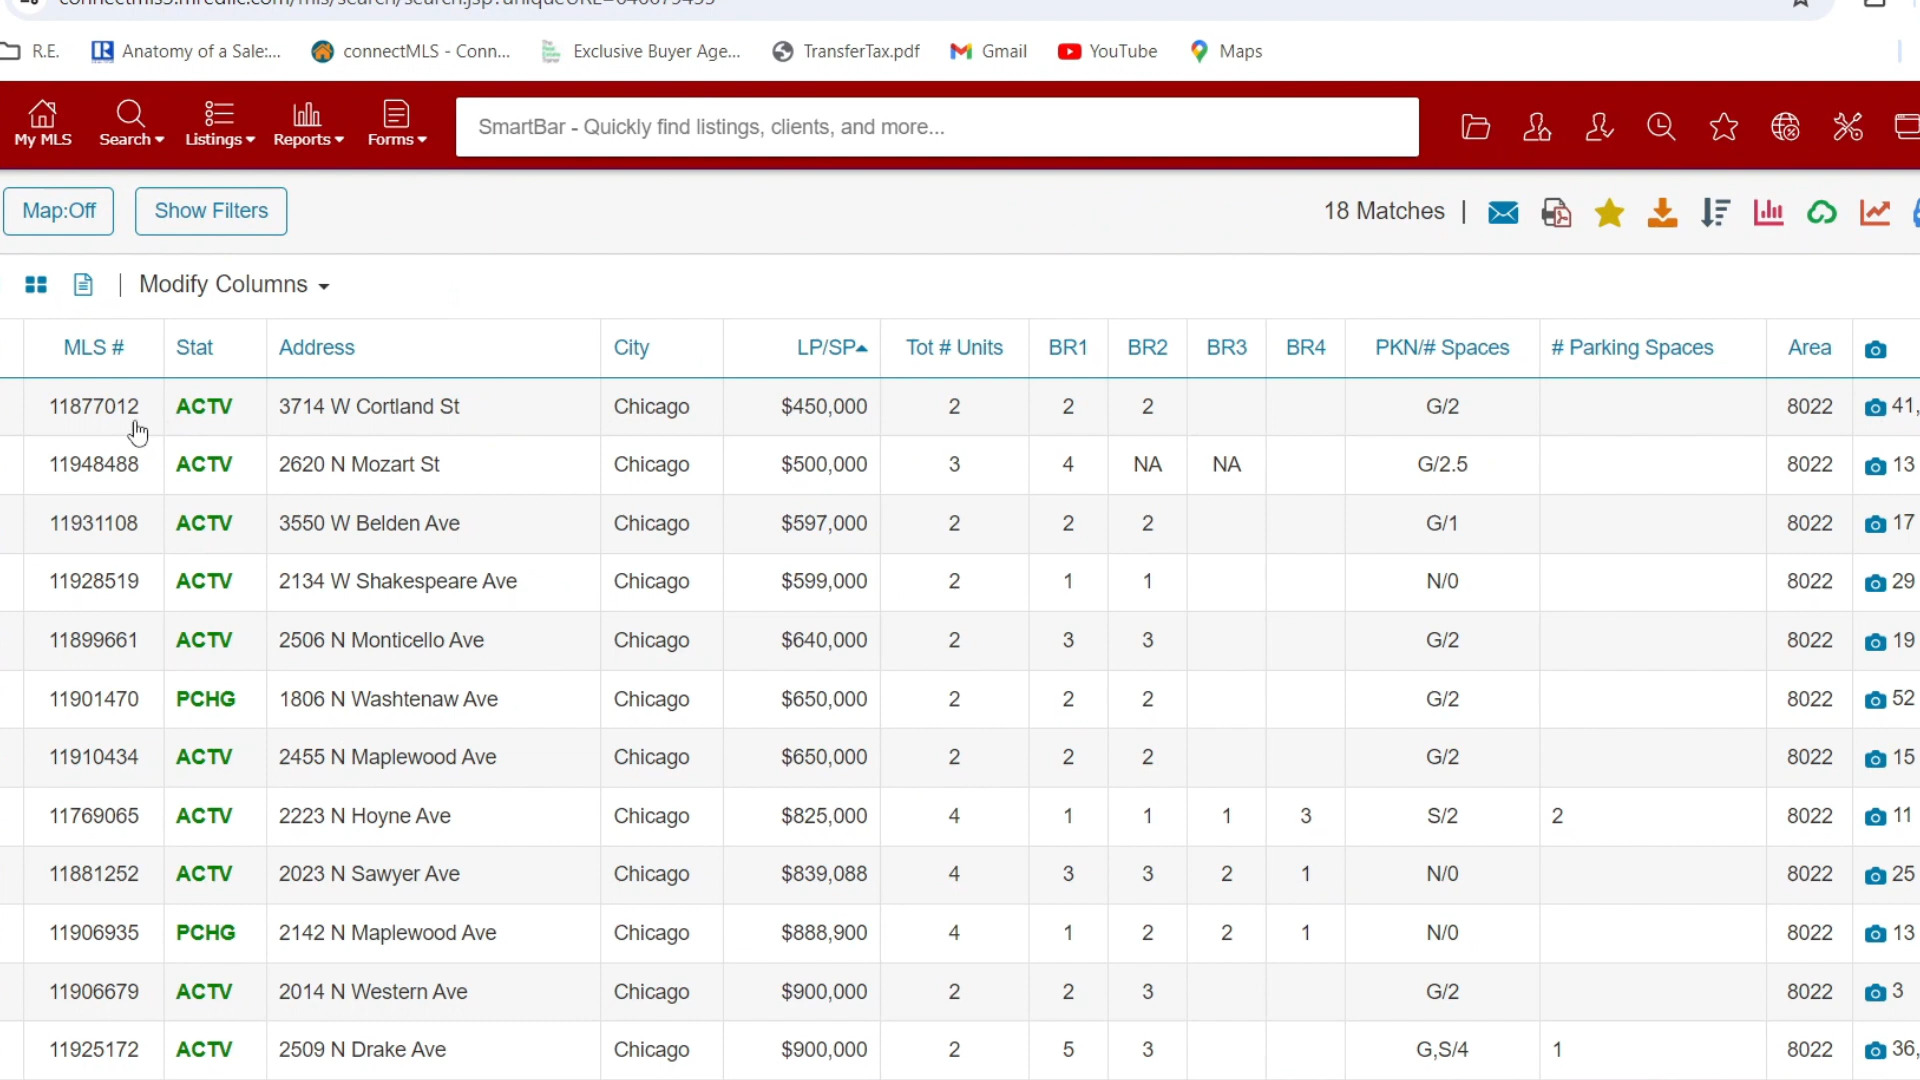 R.E. Anatomy of a Sale:... connectMLS - Conn... Exclusive Buyer Age... TransferTax.pdf Gmail YouTube Maps
My MLS Search Listings Reports Forms SmartBar - Quickly find listings, clients, and more...
Map:Off Show Filters 18 Matches |
| Modify Columns
MLS # Stat Address City LP/SP Tot # Units BR1 BR2 BR3 BR4 PKN/# Spaces # Parking Spaces Area
11877012 ACTV 3714 W Cortland St Chicago $450,000 2 2 2 G/2 8022 41,
11948488 ACTV 2620 N Mozart St Chicago $500,000 3 4 NA NA G/2.5 8022 13
11931108 ACTV 3550 W Belden Ave Chicago $597,000 2 2 2 G/1 8022 17
11928519 ACTV 2134 W Shakespeare Ave Chicago $599,000 2 1 1 N/0 8022 29
11899661 ACTV 2506 N Monticello Ave Chicago $640,000 2 3 3 G/2 8022 19
11901470 PCHG 1806 N Washtenaw Ave Chicago $650,000 2 2 2 G/2 8022 52
11910434 ACTV 2455 N Maplewood Ave Chicago $650,000 2 2 2 G/2 8022 15
11769065 ACTV 2223 N Hoyne Ave Chicago $825,000 4 1 1 1 3 S/2 2 8022 11
11881252 ACTV 2023 N Sawyer Ave Chicago $839,088 4 3 3 2 1 N/0 8022 25
11906935 PCHG 2142 N Maplewood Ave Chicago $888,900 4 1 2 2 1 N/0 8022 13
11906679 ACTV 2014 N Western Ave Chicago $900,000 2 2 3 G/2 8022 3
11925172 ACTV 2509 N Drake Ave Chicago $900,000 2 5 3 G,S/4 1 8022 36,